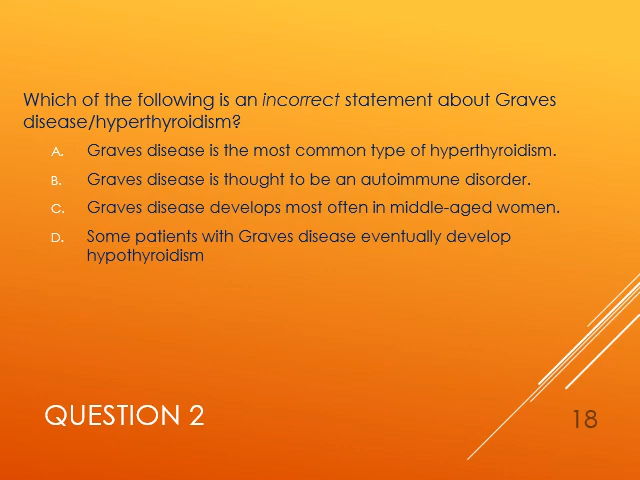 Which of the following is an incorrect statement about Graves
disease/hyperthyroidism?
A. Graves disease is the most common type of hyperthyroidism.
B. Graves disease is thought to be an autoimmune disorder.
C. Graves disease develops most often in middle-aged women.
D. Some patients with Graves disease eventually develop
hypothyroidism
QUESTION 2
18